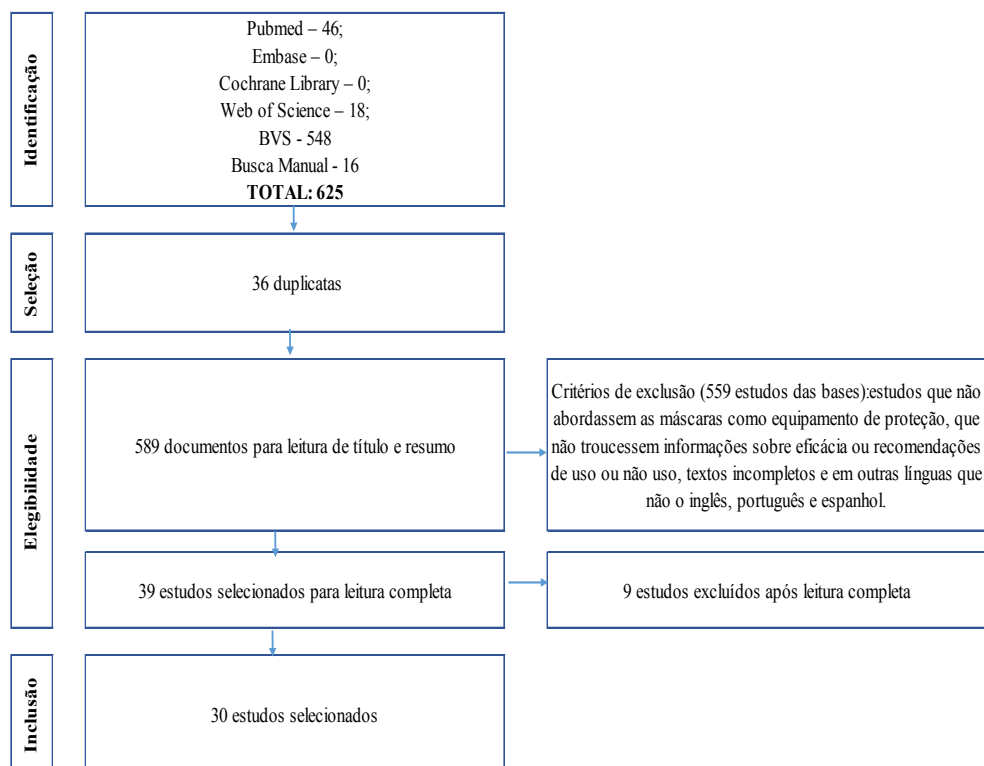 Identificação
Pubmed – 46;
Embase – 0;
Cochrane Library – 0;
Web of Science – 18;
BVS - 548
Busca Manual - 16
TOTAL: 625
Seleção
36 duplicatas
Elegibilidade
589 documentos para leitura de título e resumo
Critérios de exclusão (559 estudos das bases):estudos que não
abordassem as máscaras como equipamento de proteção, que
não troucessem informações sobre eficácia ou recomendações
de uso ou não uso, textos incompletos e em outras línguas que
não o inglês, português e espanhol.
39 estudos selecionados para leitura completa
9 estudos excluídos após leitura completa
Inclusão
30 estudos selecionados